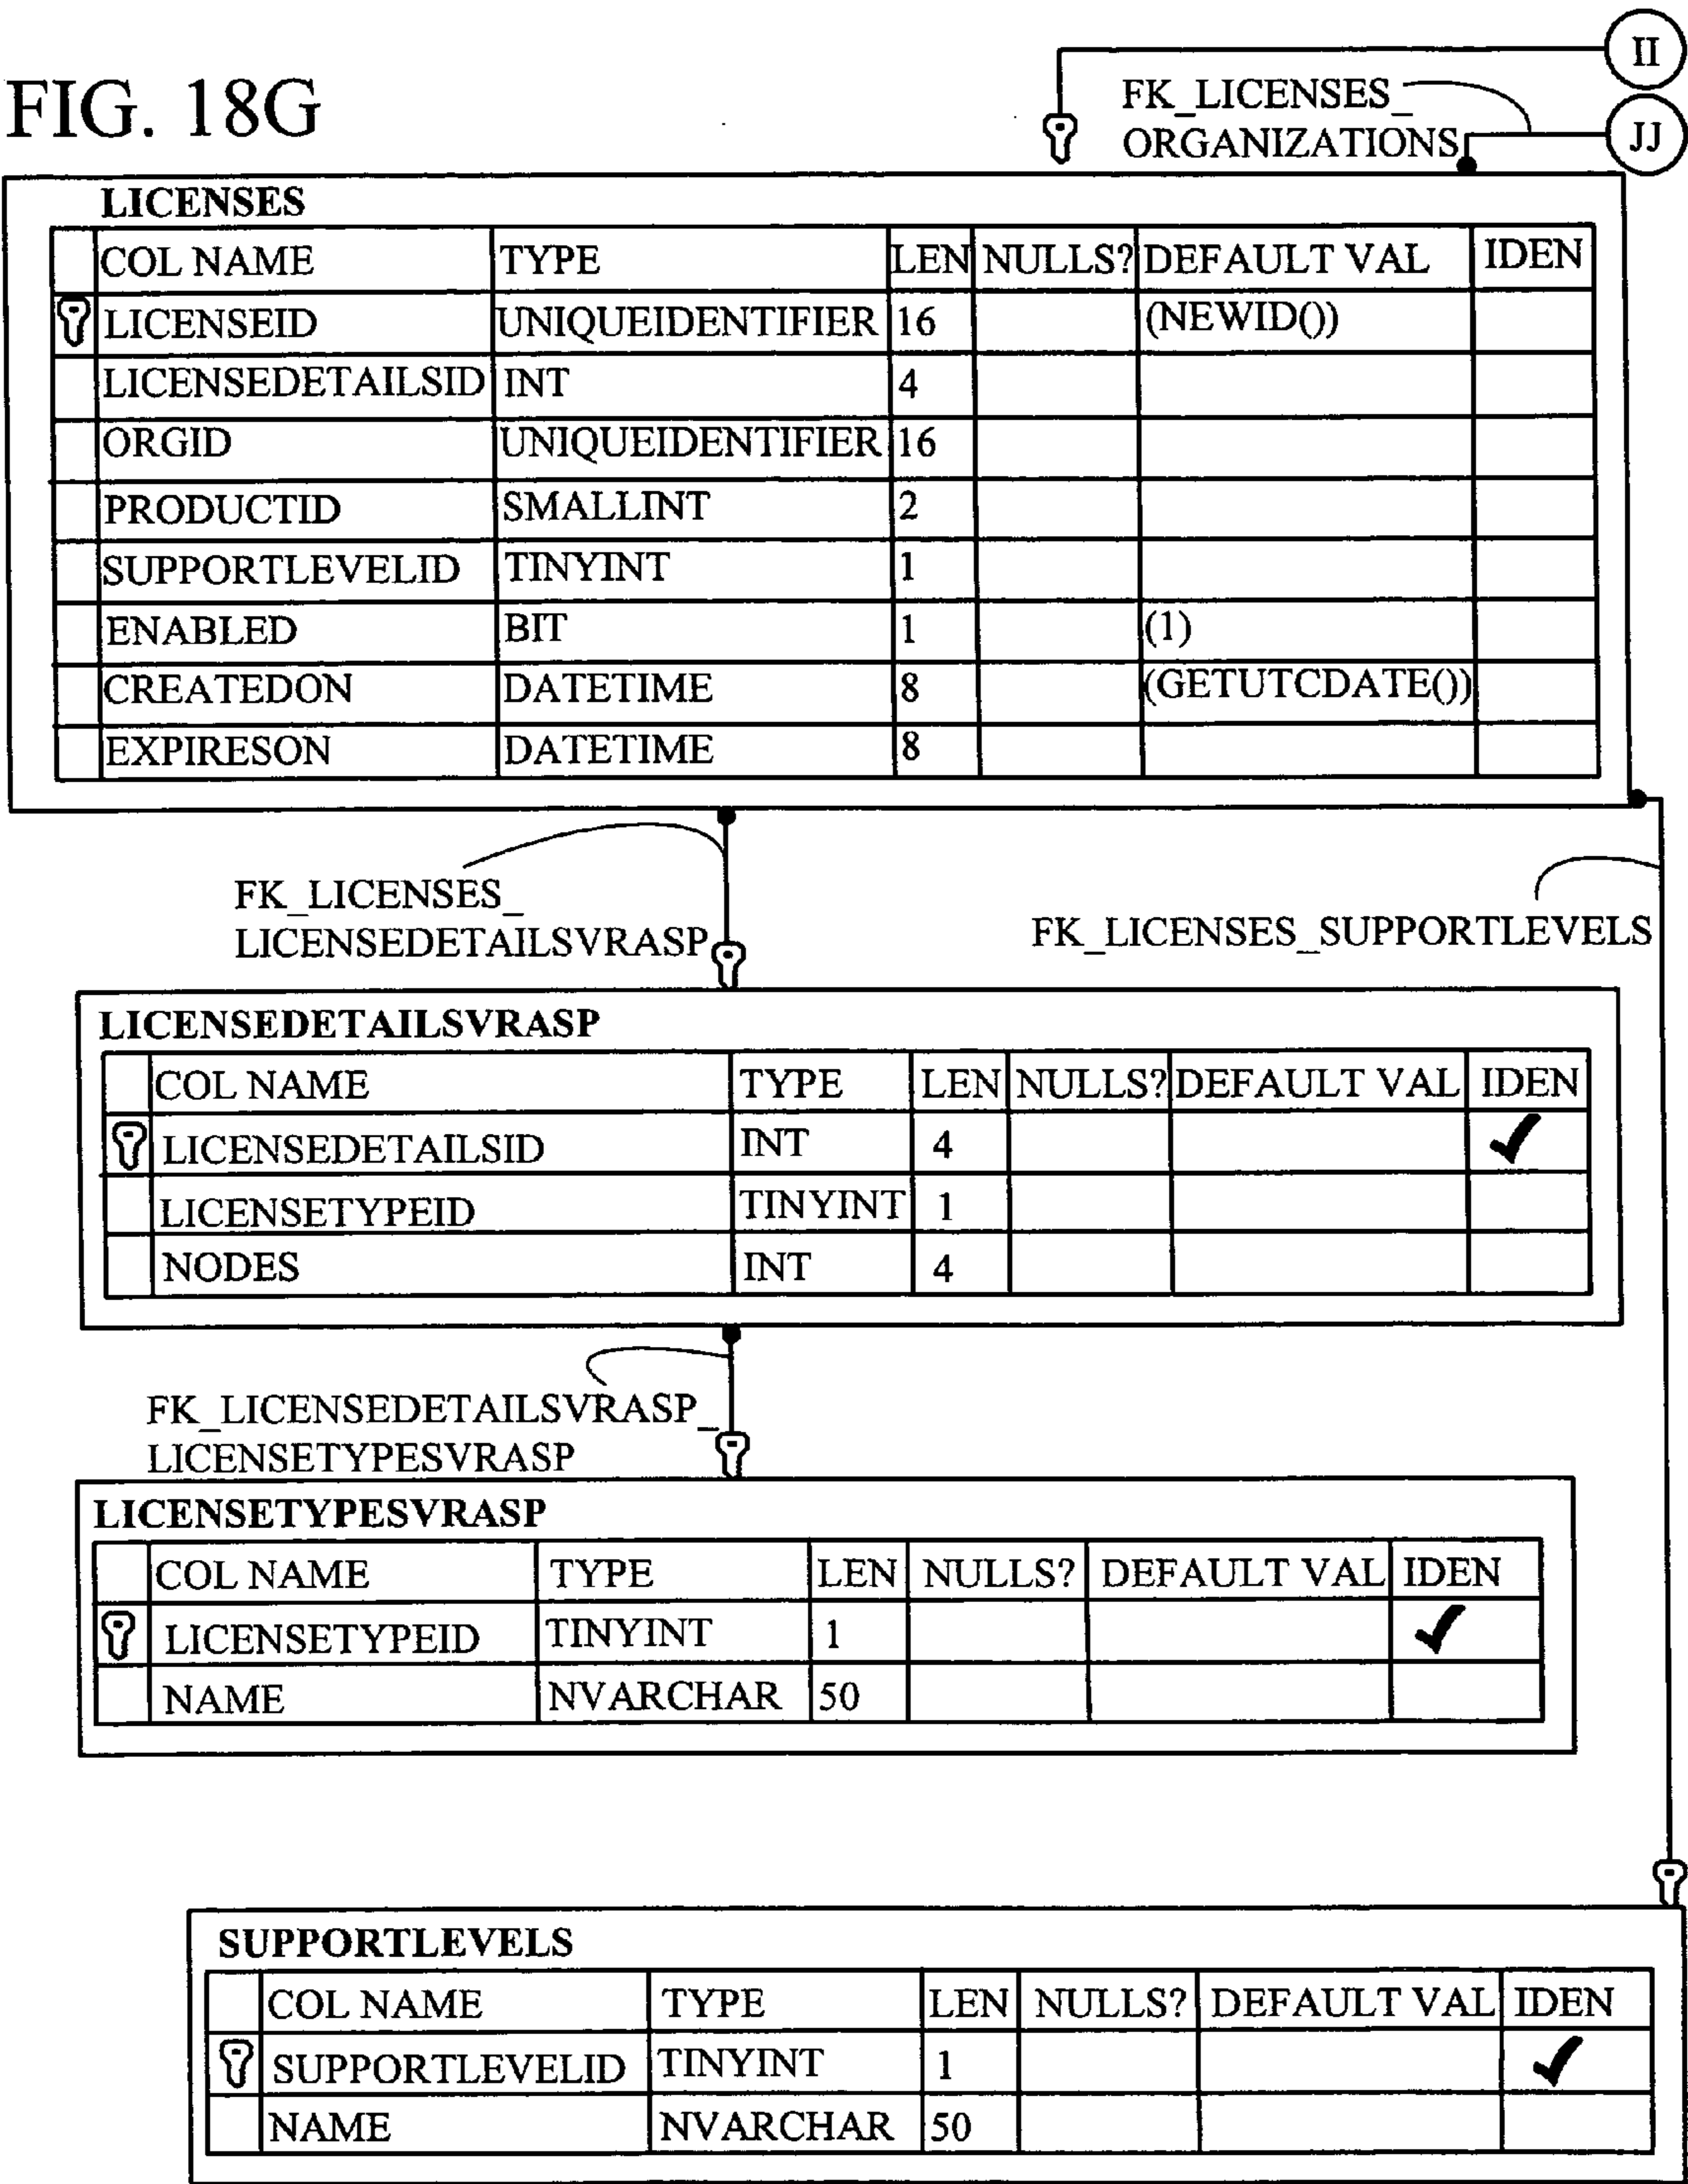 II
FIG. 18G
FK_LICENSES_
ORGANIZATIONS
JJ
LICENSES
COL NAME TYPE LEN NULLS? DEFAULT VAL IDEN
LICENSEID UNIQUEIDENTIFIER 16 (NEWID())
LICENSEDETAILSID INT 4
ORGID UNIQUEIDENTIFIER 16
PRODUCTID SMALLINT 2
SUPPORTLEVELID TINYINT 1
ENABLED BIT 1 (1)
CREATEDON DATETIME 8 (GETUTCDATE())
EXPIRESON DATETIME 8
FK_LICENSES_
LICENSEDETAILSVRASP
FK_LICENSES_SUPPORTLEVELS
LICENSEDETAILSVRASP
COL NAME TYPE LEN NULLS? DEFAULT VAL IDEN
LICENSEDETAILSID INT 4 ✓
LICENSETYPEID TINYINT 1
NODES INT 4
FK_LICENSEDETAILSVRASP_
LICENSETYPESVRASP
LICENSETYPESVRASP
COL NAME TYPE LEN NULLS? DEFAULT VAL IDEN
LICENSETYPEID TINYINT 1 ✓
NAME NVARCHAR 50
SUPPORTLEVELS
COL NAME TYPE LEN NULLS? DEFAULT VAL IDEN
SUPPORTLEVELID TINYINT 1 ✓
NAME NVARCHAR 50